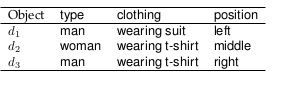 Object type clothing position
d₁ man wearing suit left
d₂ woman wearing t-shirt middle
d₃ man wearing t-shirt right